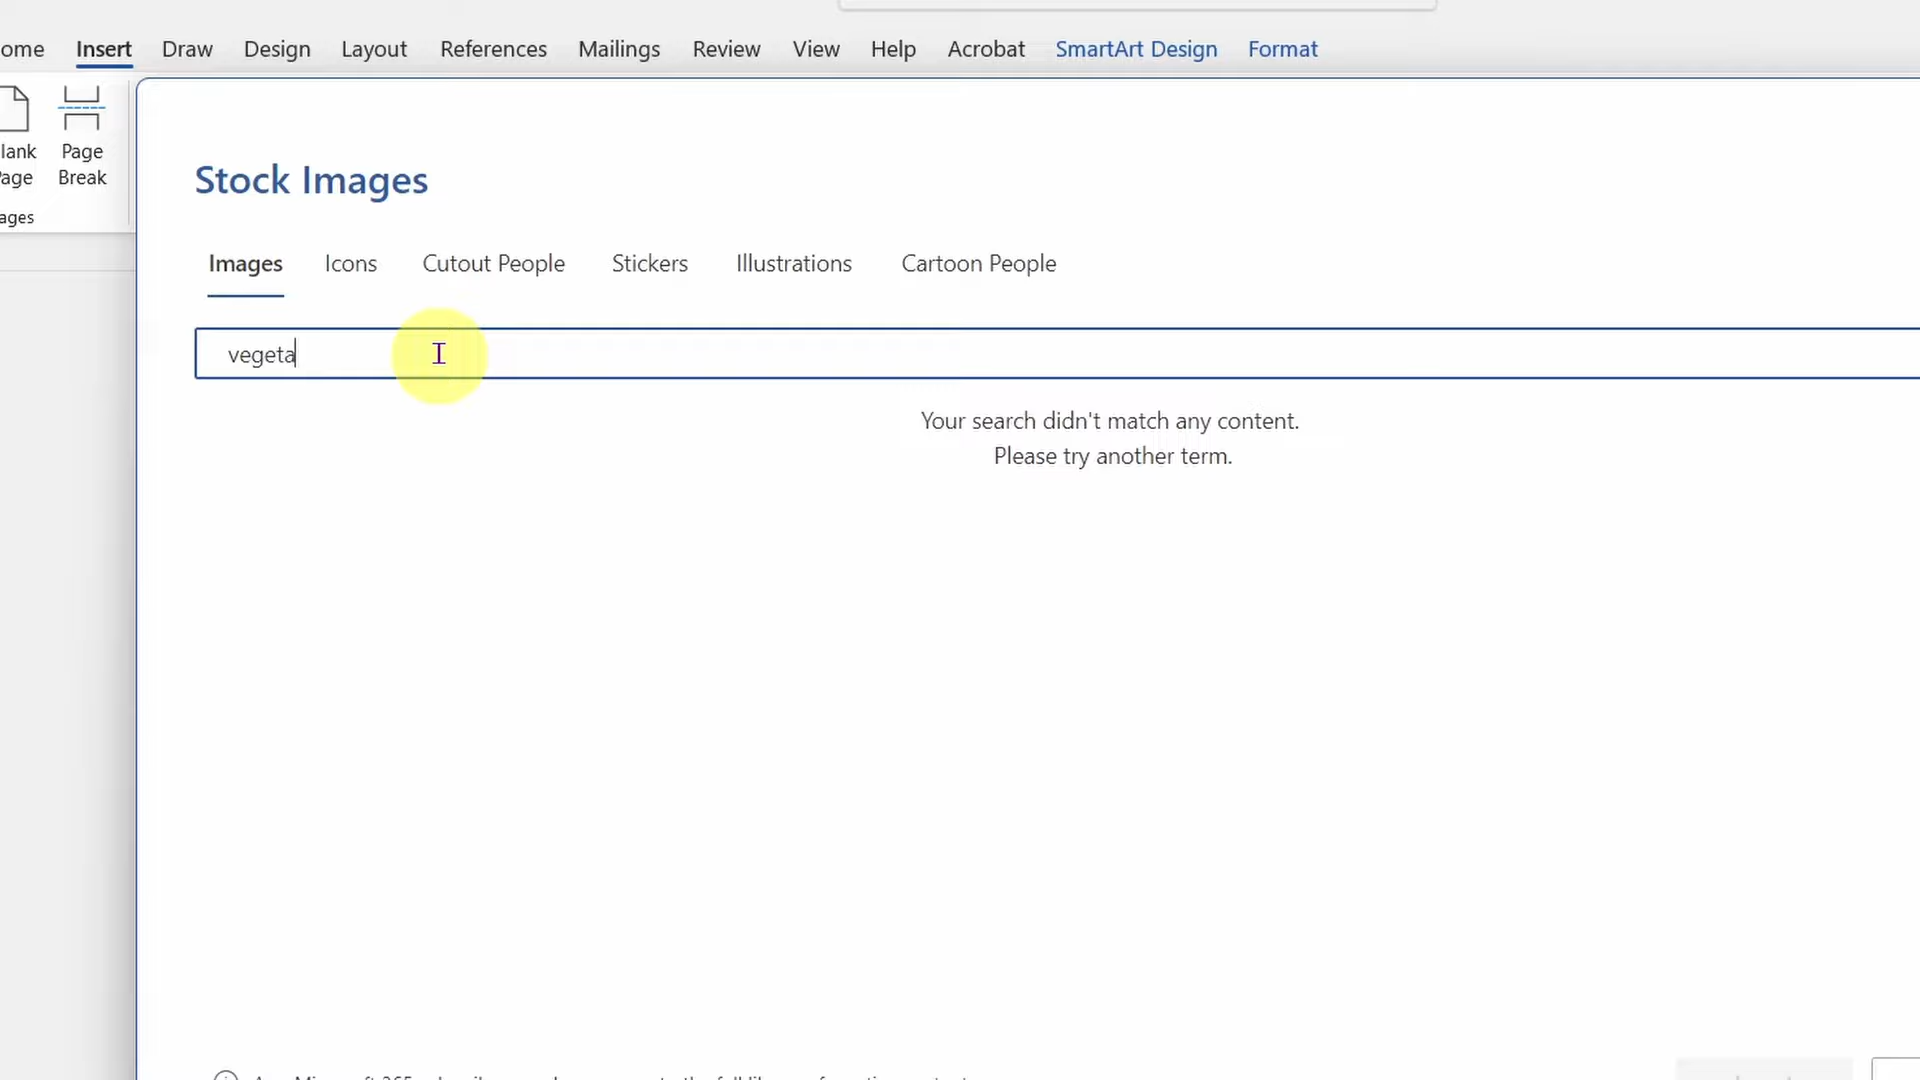 ome Insert Draw Design Layout References Mailings Review View Help Acrobat SmartArt Design Format
lank Page
age Break
ages
Stock Images
Images Icons Cutout People Stickers Illustrations Cartoon People
vegeta
Your search didn't match any content.
Please try another term.